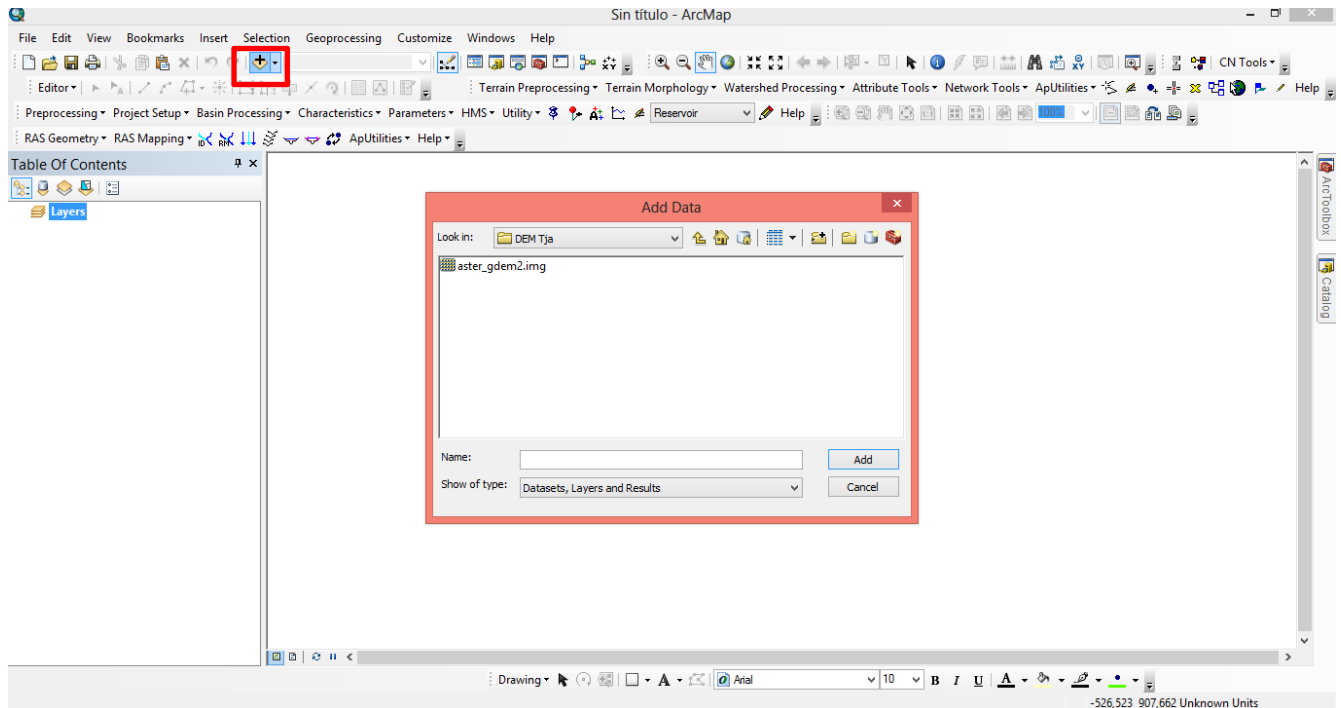 Sin título - ArcMap
File Edit View Bookmarks Insert Selection Geoprocessing Customize Windows Help
CN Tools
Editor Terrain Preprocessing Terrain Morphology Watershed Processing Attribute Tools Network Tools ApUtilities Help
Preprocessing Project Setup Basin Processing Characteristics Parameters HMS Utility Reservoir Help 100%
RAS Geometry RAS Mapping ID RMK ApUtilities Help
Table Of Contents
Layers
Add Data
Look in: DEM Tja
aster_gdem2.img
Name:
Add
Show of type: Datasets, Layers and Results
Cancel
ArcToolbox
Catalog
Drawing A Arial 10 B I U A
-526,523 907,662 Unknown Units